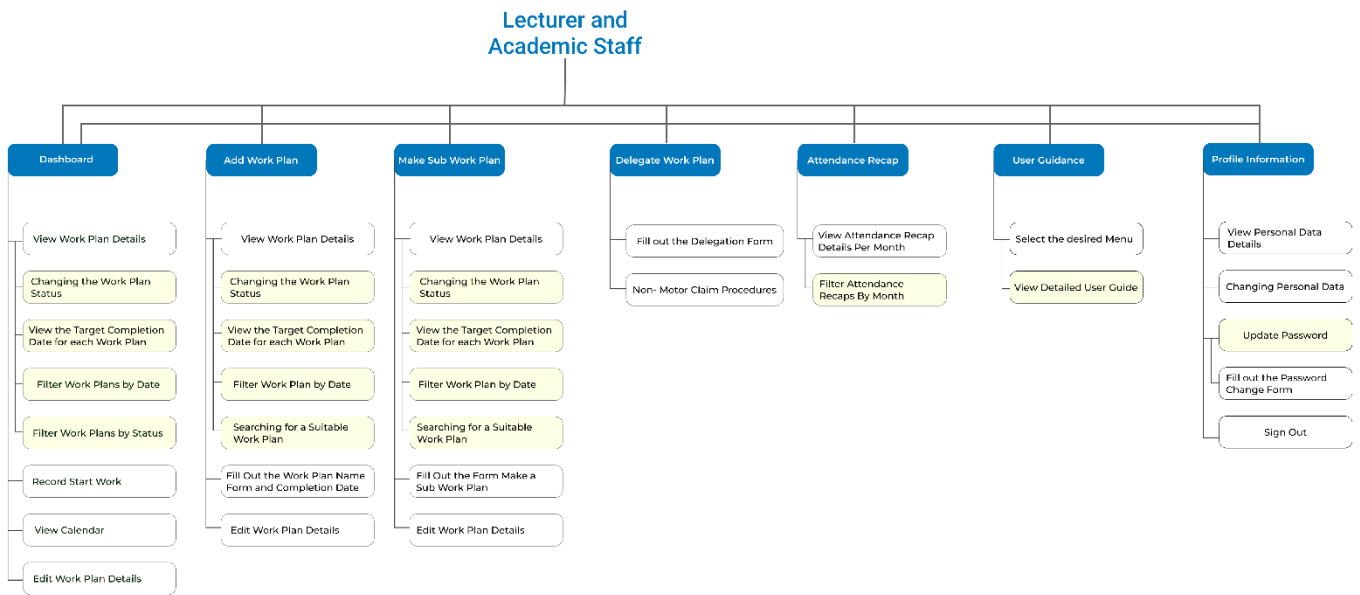 Lecturer and
Academic Staff
Dashboard
View Work Plan Details
Changing the Work Plan
Status
View the Target Completion
Date for each Work Plan
Filter Work Plans by Date
Filter Work Plans by Status
Record Start Work
View Calendar
Edit Work Plan Details
Add Work Plan
View Work Plan Details
Changing the Work Plan
Status
View the Target Completion
Date for each Work Plan
Filter Work Plan by Date
Searching for a Suitable
Work Plan
Fill Out the Work Plan Name
Form and Completion Date
Edit Work Plan Details
Make Sub Work Plan
View Work Plan Details
Changing the Work Plan
Status
View the Target Completion
Date for each Work Plan
Filter Work Plan by Date
Searching for a Suitable
Work Plan
Fill Out the Form Make a
Sub Work Plan
Edit Work Plan Details
Delegate Work Plan
Fill out the Delegation Form
Non- Motor Claim Procedures
Attendance Recap
View Attendance Recap
Details Per Month
Filter Attendance
Recaps By Month
User Guidance
Select the desired Menu
View Detailed User Guide
Profile Information
View Personal Data
Details
Changing Personal Data
Update Password
Fill out the Password
Change Form
Sign Out